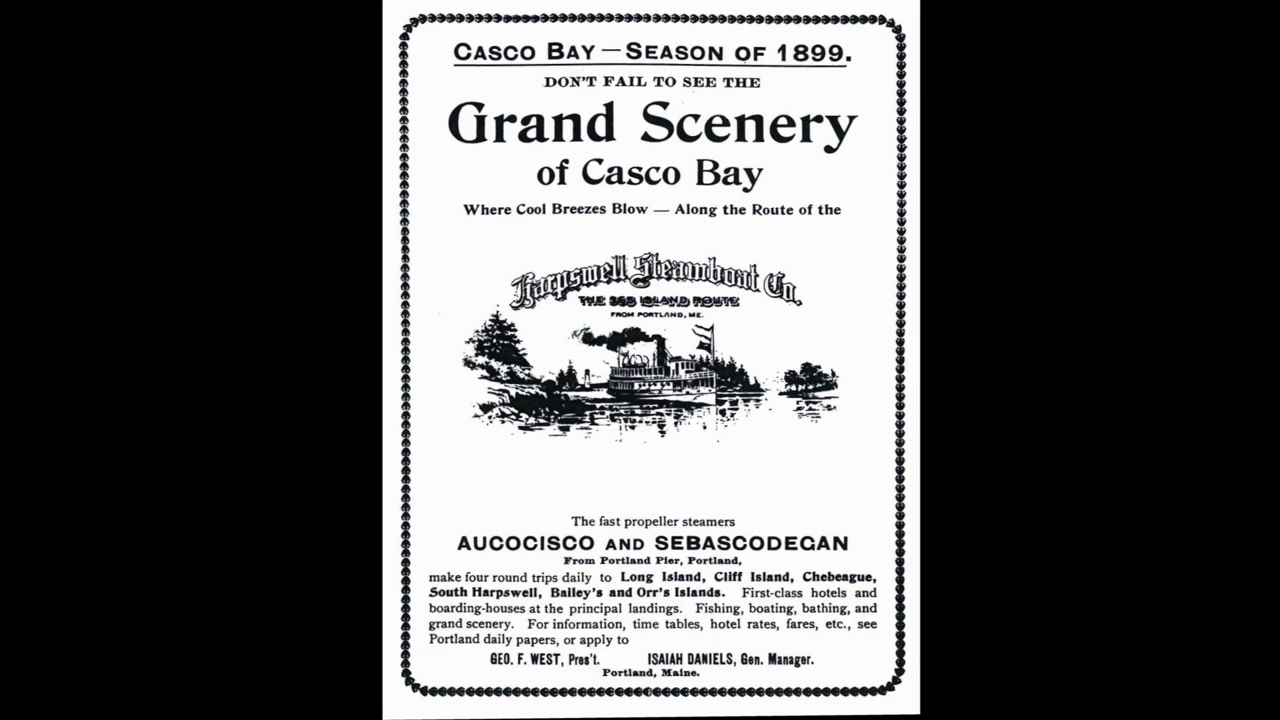 CASCO BAY — SEASON OF 1899.
DON'T FAIL TO SEE THE
Grand Scenery
of Casco Bay
Where Cool Breezes Blow — Along the Route of the
Harpswell Steamboat Co.
THE 365 ISLAND ROUTE
FROM PORTLAND, ME.
The fast propeller steamers
AUCOCISCO AND SEBASCODEGAN
From Portland Pier, Portland,
make four round trips daily to Long Island, Cliff Island, Chebeague,
South Harpswell, Bailey's and Orr's Islands. First-class hotels and
boarding-houses at the principal landings. Fishing, boating, bathing, and
grand scenery. For information, time tables, hotel rates, fares, etc., see
Portland daily papers, or apply to
GEO. F. WEST, Pres't. ISAIAH DANIELS, Gen. Manager.
Portland, Maine.